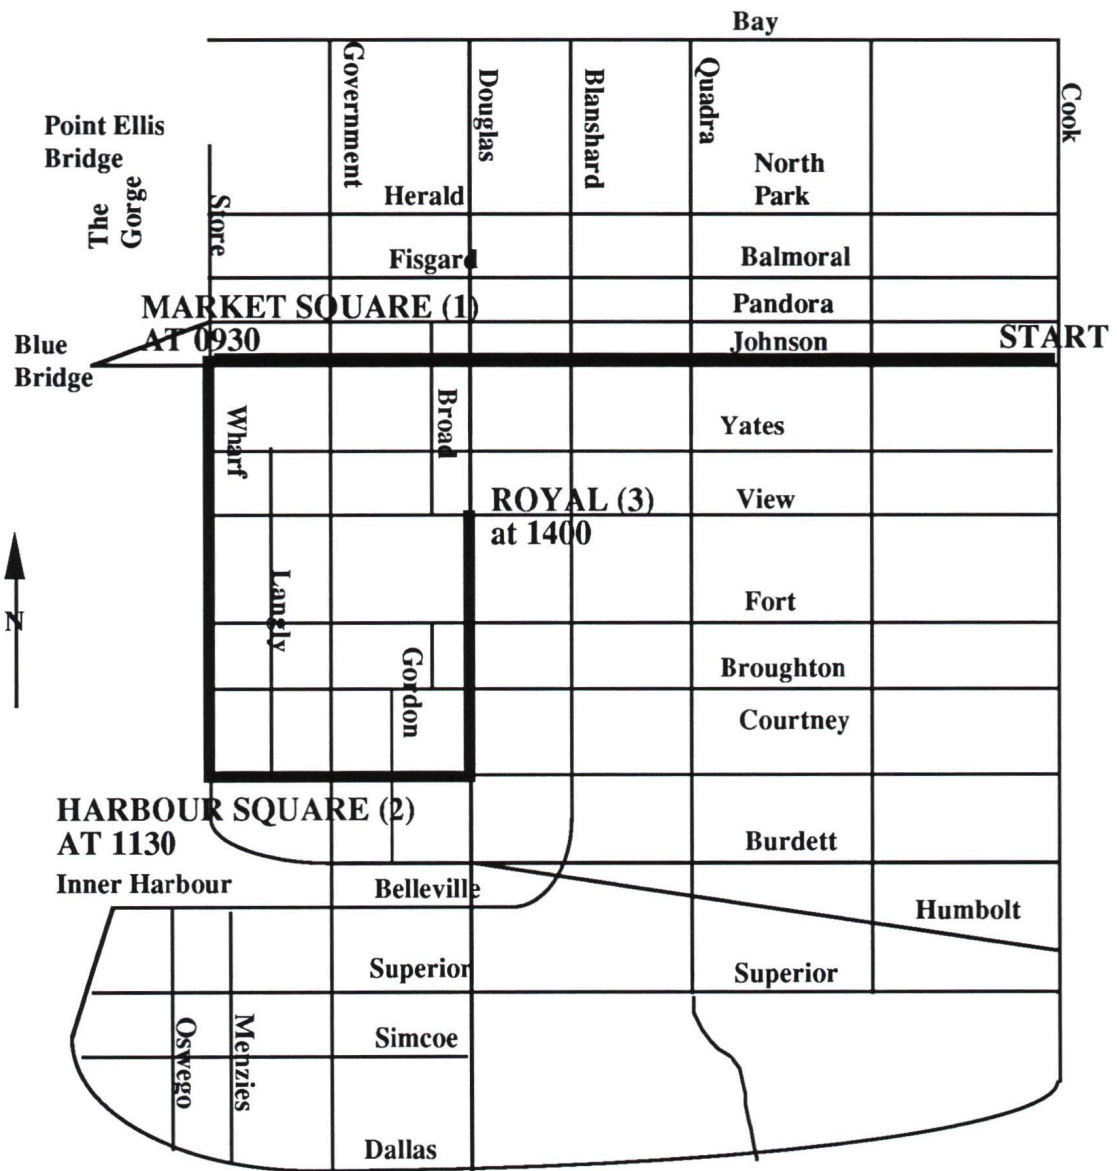 Bay
Government
Douglas
Blanshard
Quadra
Cook
Point Ellis
Bridge
The
Gorge
Store
Herald
North
Park
Fisgard
Balmoral
MARKET SQUARE (1)
AT 0930
Pandora
Blue
Bridge
Johnson
START
Wharf
Broad
Yates
ROYAL (3)
at 1400
View
N
Langly
Fort
Gordon
Broughton
Courtney
HARBOUR SQUARE (2)
AT 1130
Burdett
Inner Harbour
Belleville
Humbolt
Superior
Superior
Oswego
Menzies
Simcoe
Dallas